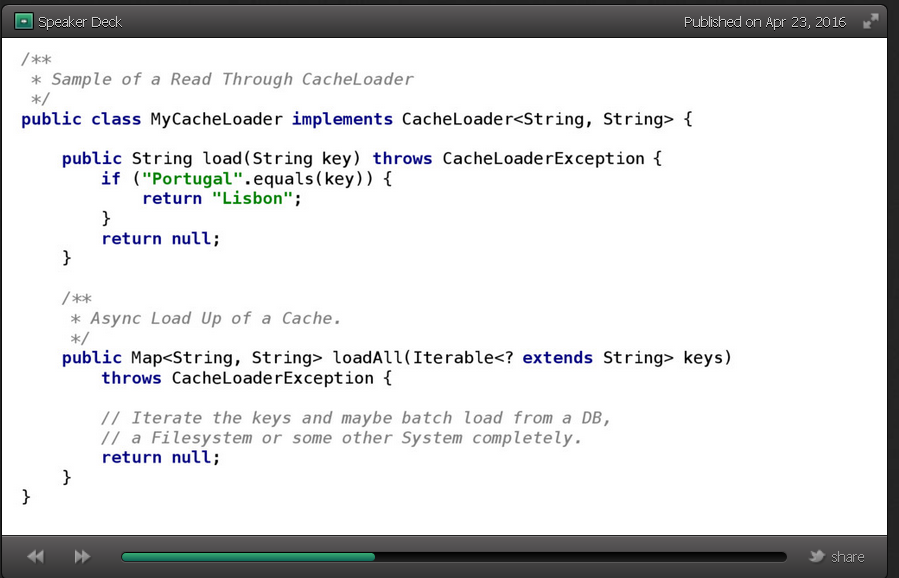 Speaker Deck
Published on Apr 23, 2016
/**
 * Sample of a Read Through CacheLoader
 */
public class MyCacheLoader implements CacheLoader<String, String> {
    public String load(String key) throws CacheLoaderException {
        if ("Portugal".equals(key)) {
            return "Lisbon";
        }
        return null;
    }
    /**
     * Async Load Up of a Cache.
     */
    public Map<String, String> loadAll(Iterable<? extends String> keys)
        throws CacheLoaderException {
        // Iterate the keys and maybe batch load from a DB,
        // a Filesystem or some other System completely.
        return null;
    }
}
share